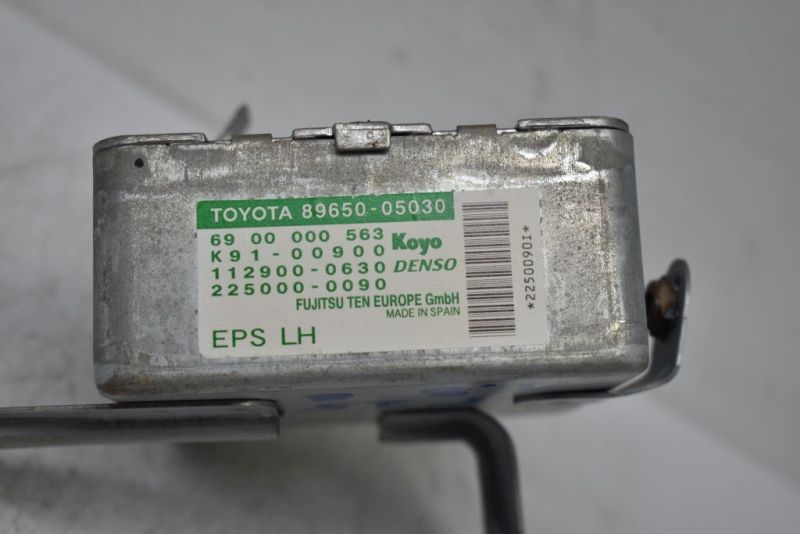 TOYOTA 89650-05030
69 00 000 563 Koyo
K91-00900
112900-0630 DENSO
225000-0090
FUJITSU TEN EUROPE GmbH
MADE IN SPAIN
EPS LH
*2250090I*